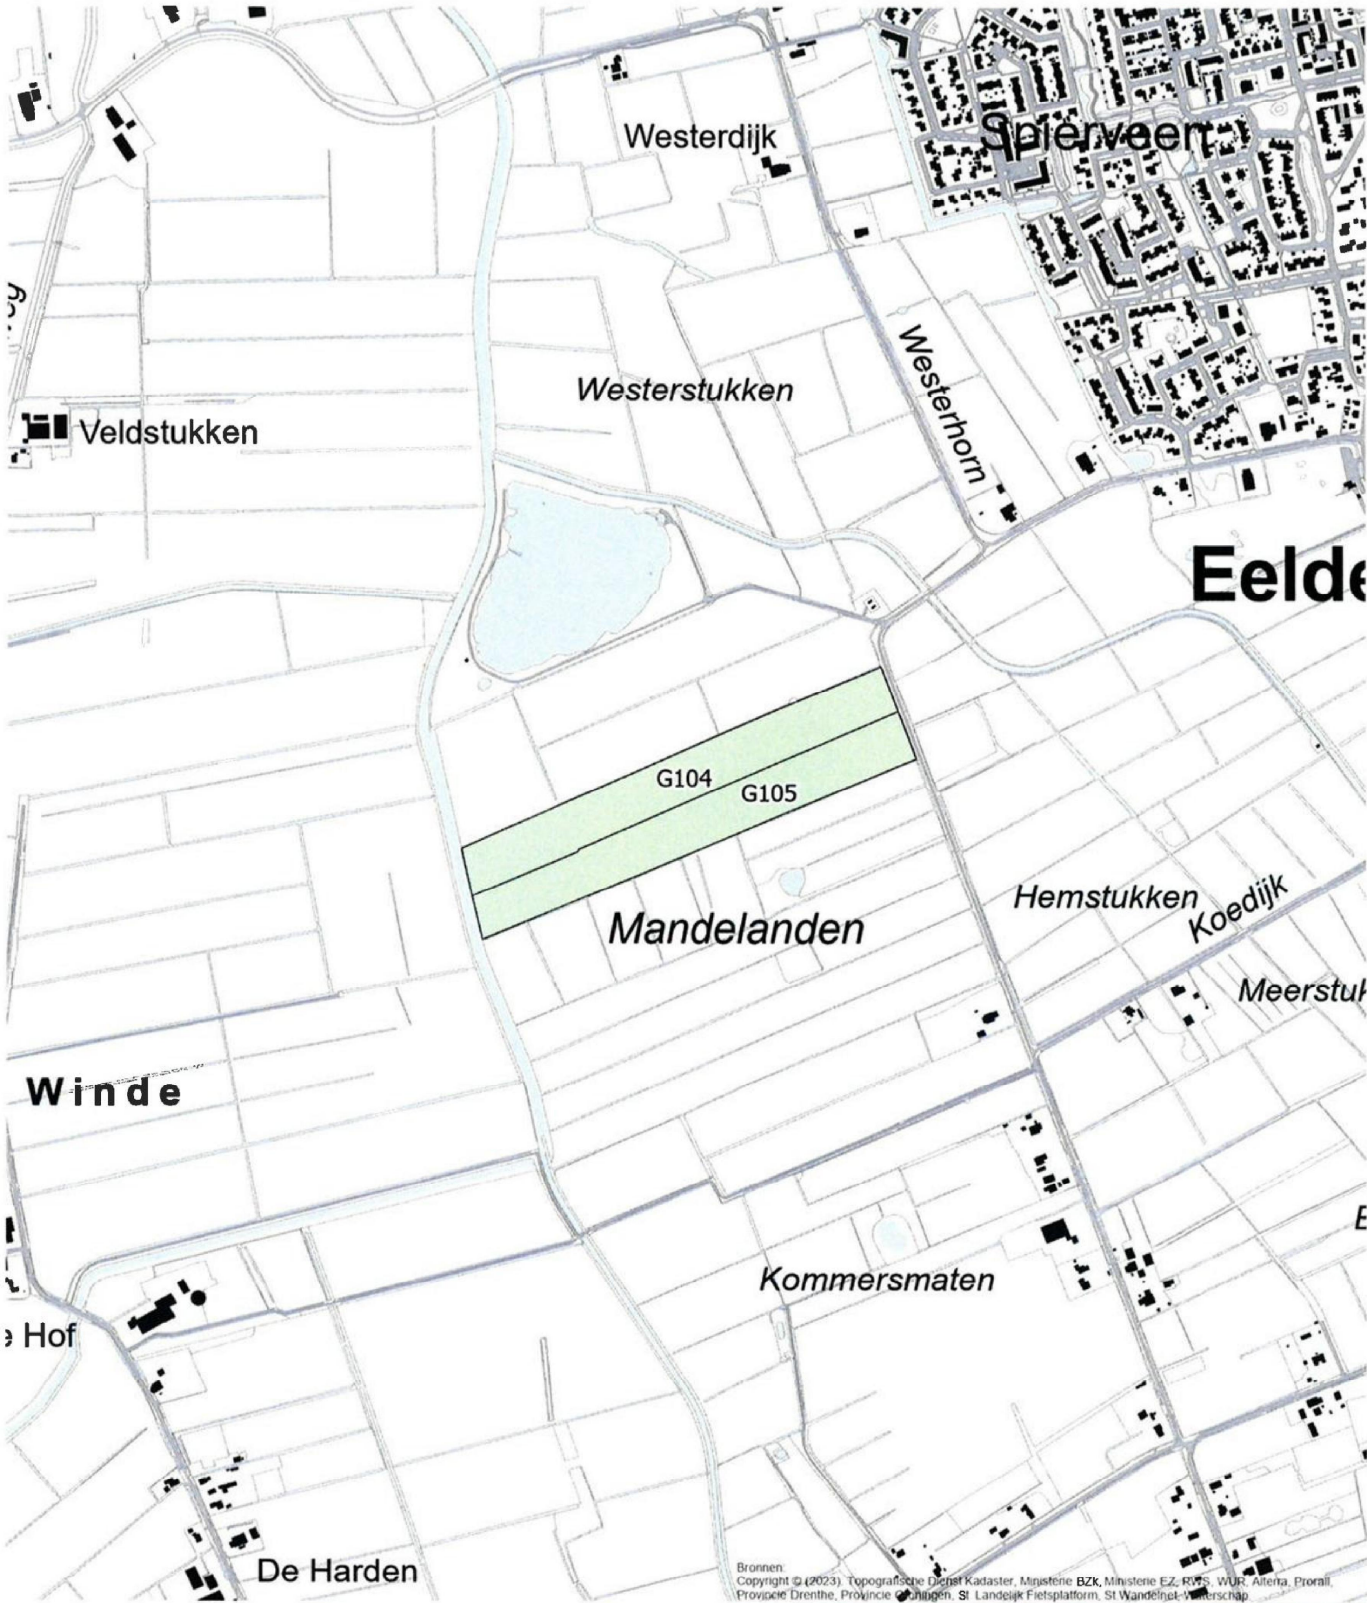 Westerdijk
Spierveen
Westerstukken
Westerhorn
Veldstukken
Eelde
G104
G105
Mandelanden
Hemstukken
Koedijk
Meerstuk
Winde
Kommersmaten
Hof
De Harden
Bronnen:
Copyright © (2023). Topografische Dienst Kadaster, Ministerie BZk, Ministerie EZ, RWS, WUR, Alterra, Prorail,
Provincie Drenthe, Provincie Groningen, St. Landelijk Fietsplatform, St.Wandelnet, Waterschap